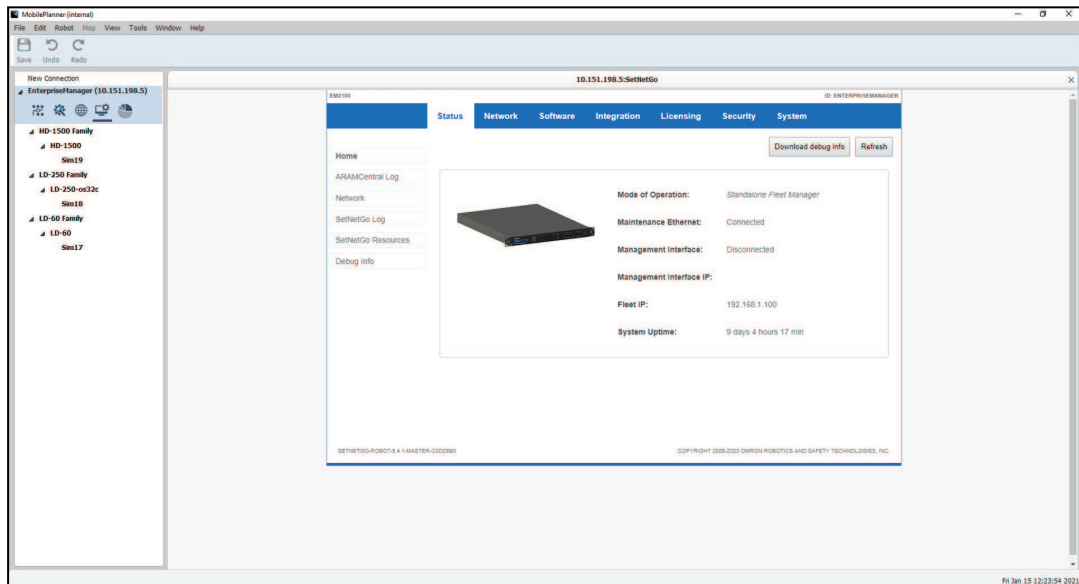 MobilePlanner (internal)
File Edit Robot Map View Tools Window Help
Save Undo Redo
New Connection
10.151.198.5:SetNetGo
EnterpriseManager (10.151.198.5)
HD-1500 Family
HD-1500
Sim19
LD-250 Family
LD-250-os32c
Sim18
LD-60 Family
LD-60
Sim17
EM2100
ID: ENTERPRISEMANAGER
Status Network Software Integration Licensing Security System
Download debug info Refresh
Home
ARAMCentral Log
Network
SetNetGo Log
SetNetGo Resources
Debug Info
Mode of Operation: Standalone Fleet Manager
Maintenance Ethernet: Connected
Management Interface: Disconnected
Management Interface IP:
Fleet IP: 192.168.1.100
System Uptime: 9 days 4 hours 17 min
COPYRIGHT 2005-2020 OMRON ROBOTICS AND SAFETY TECHNOLOGIES, INC.
Fri Jan 15 12:23:54 2021